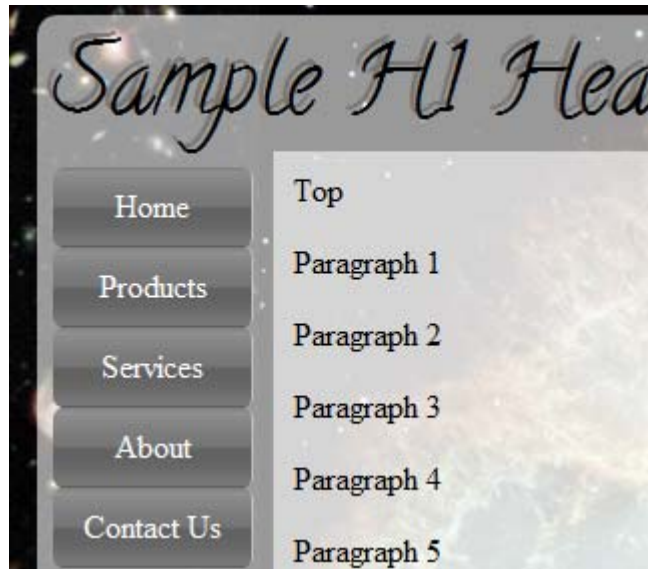 Sample H1 Hea
Home
Products
Services
About
Contact Us
Top
Paragraph 1
Paragraph 2
Paragraph 3
Paragraph 4
Paragraph 5